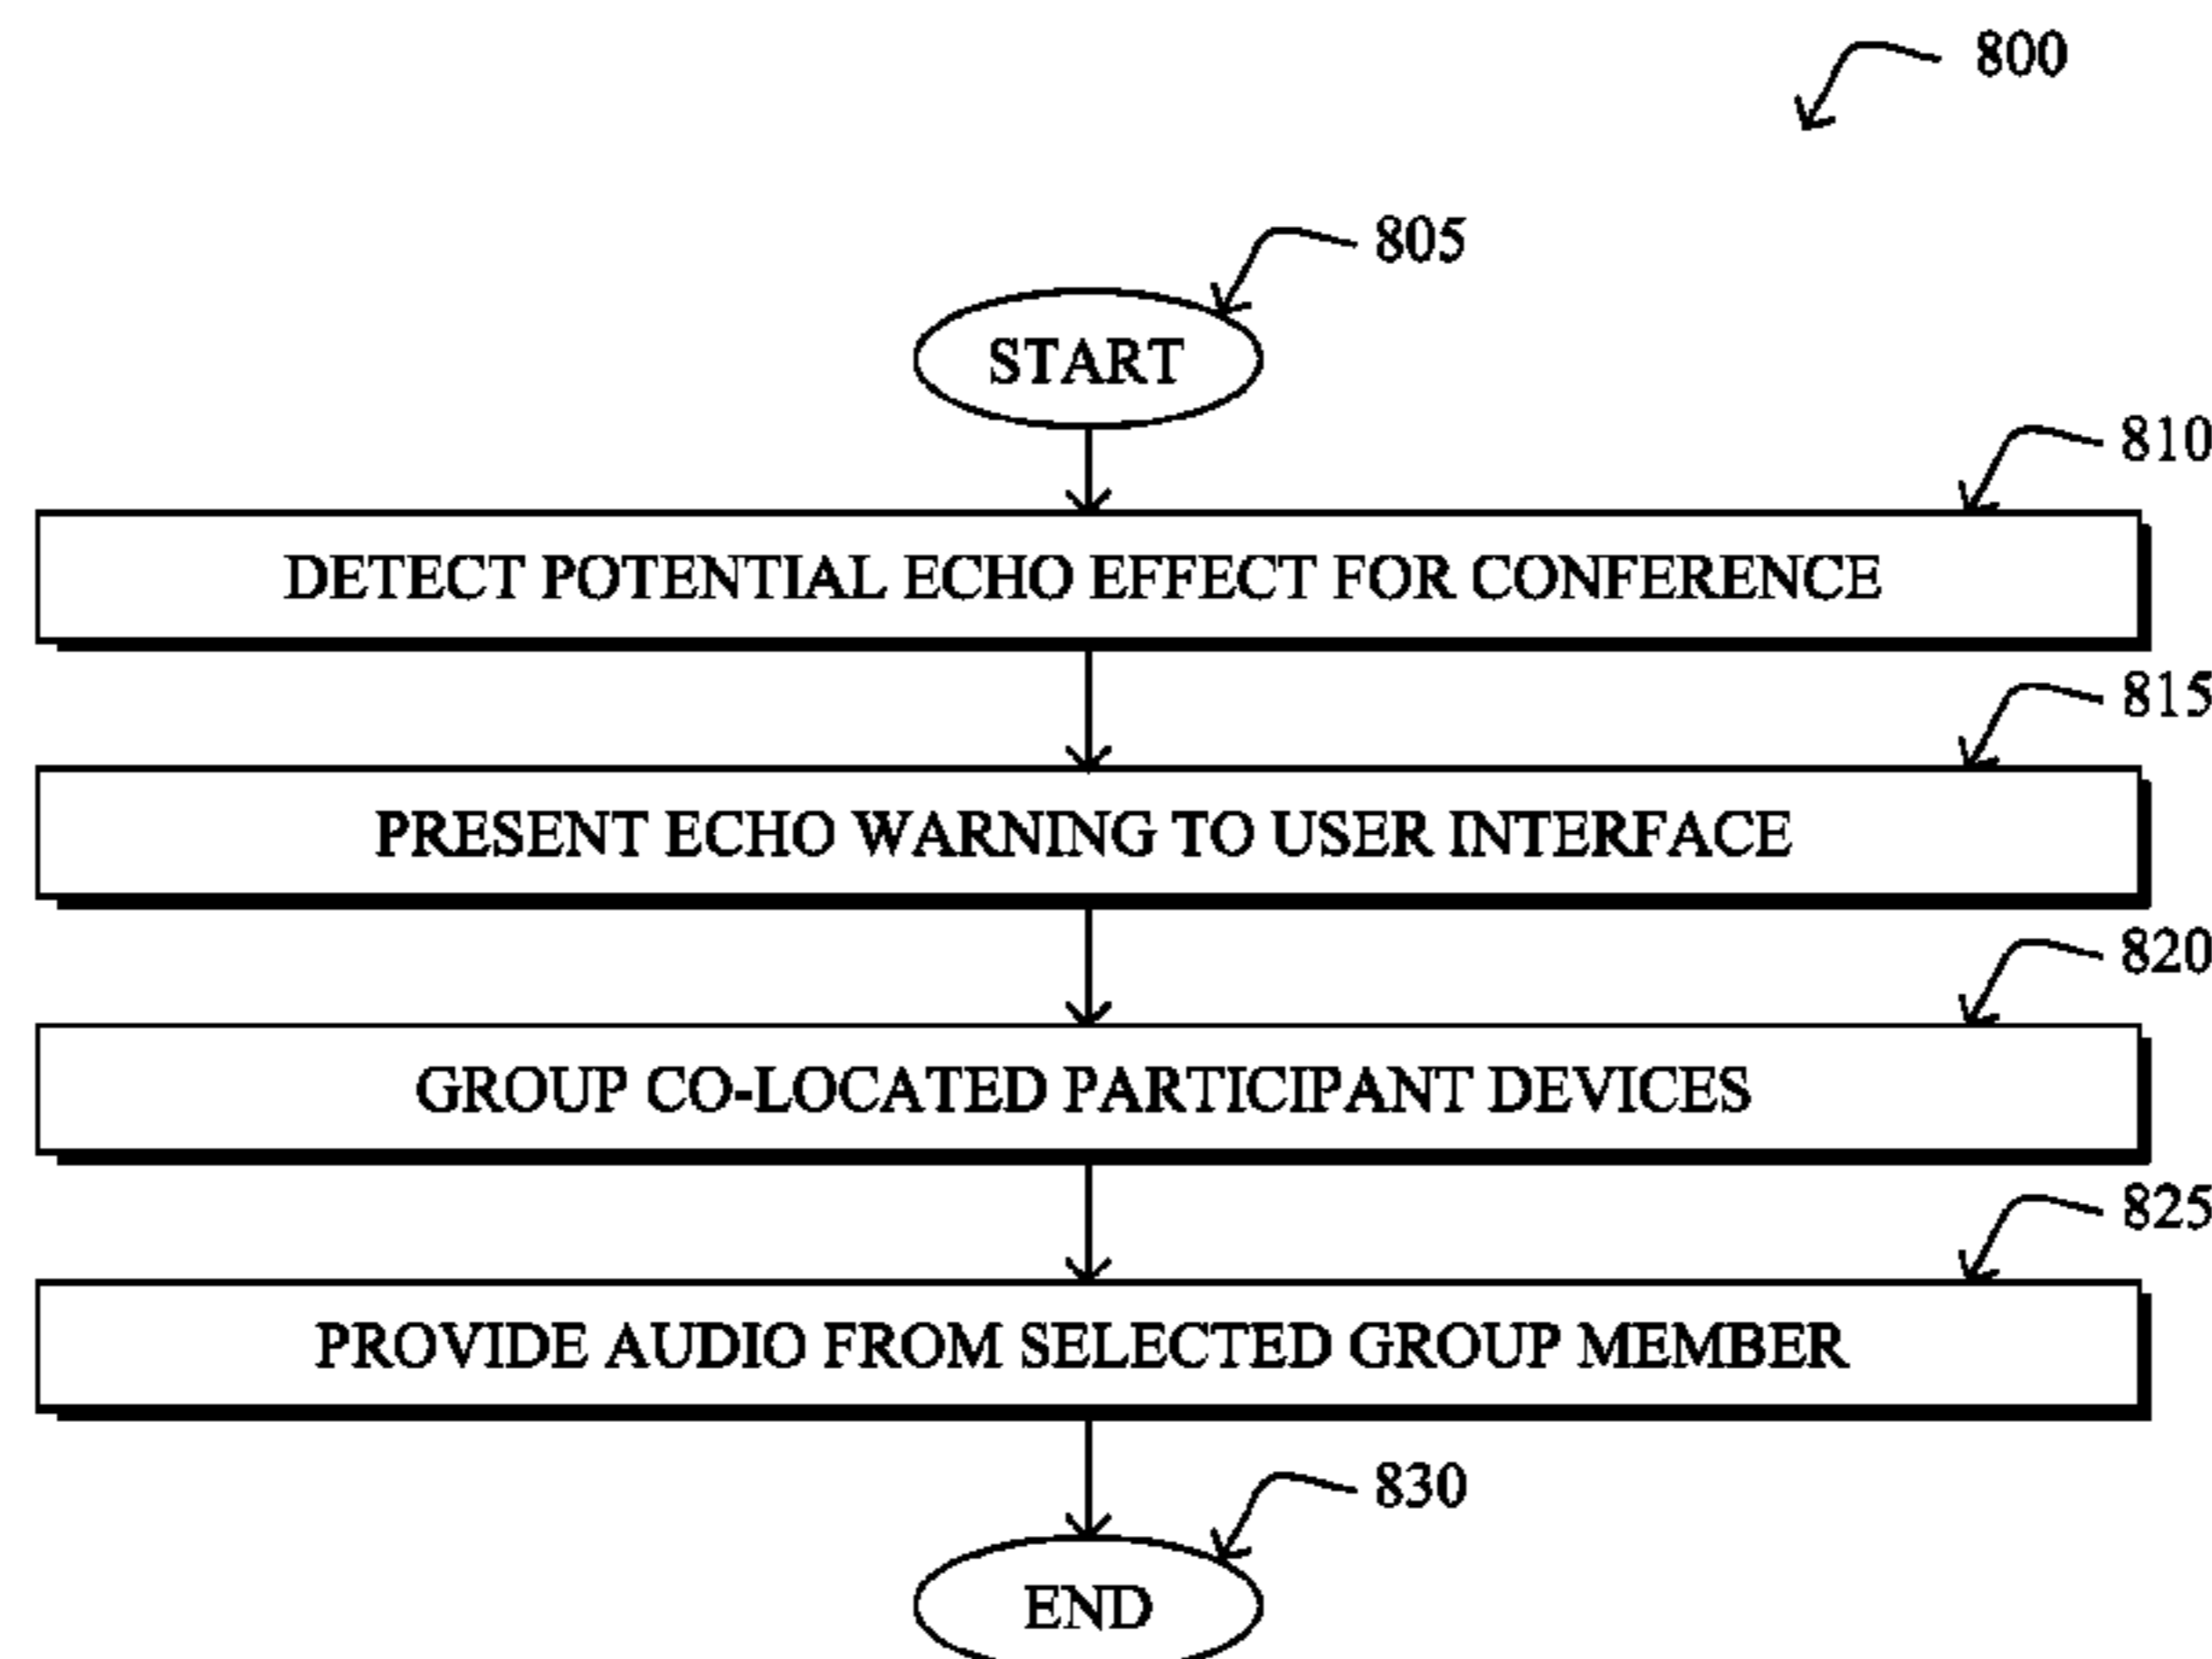 800
805
START
810
DETECT POTENTIAL ECHO EFFECT FOR CONFERENCE
815
PRESENT ECHO WARNING TO USER INTERFACE
820
GROUP CO-LOCATED PARTICIPANT DEVICES
825
PROVIDE AUDIO FROM SELECTED GROUP MEMBER
830
END